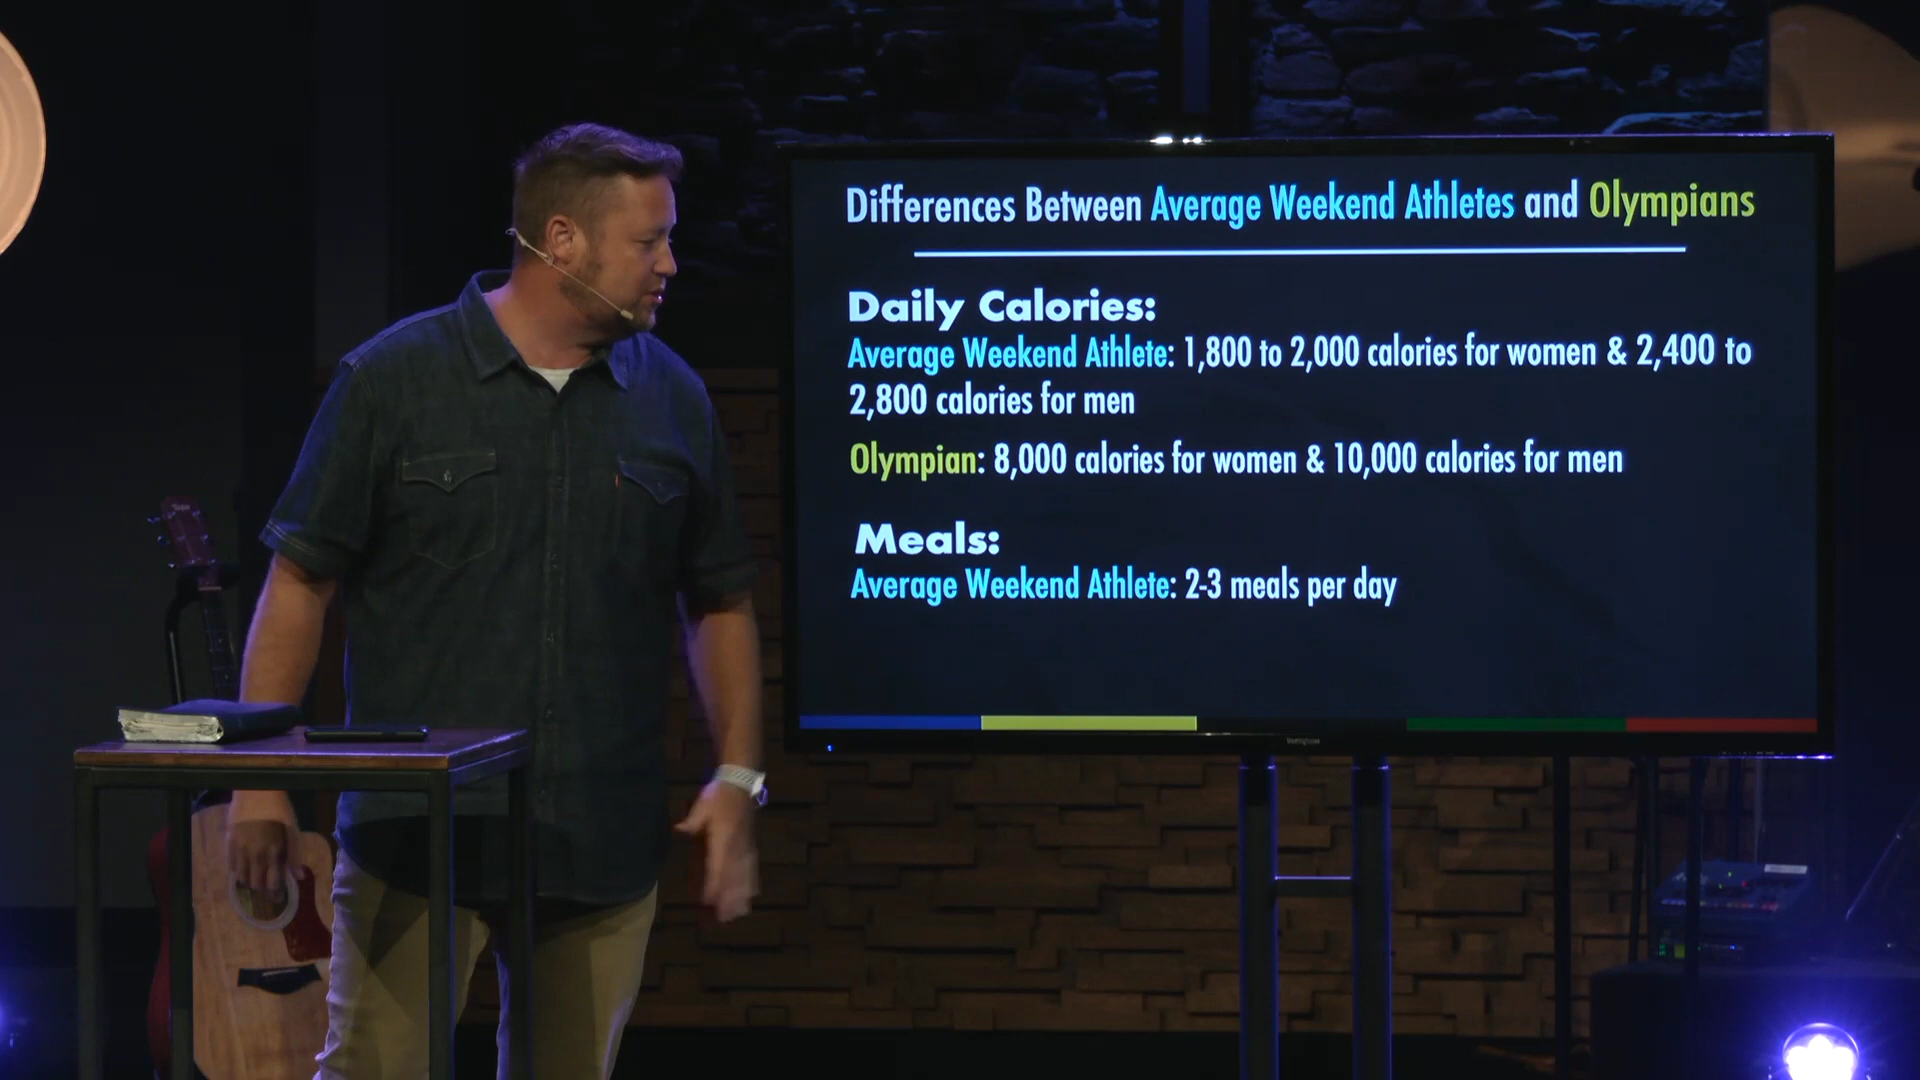 Differences Between Average Weekend Athletes and Olympians
Daily Calories:
Average Weekend Athlete: 1,800 to 2,000 calories for women & 2,400 to
2,800 calories for men
Olympian: 8,000 calories for women & 10,000 calories for men
Meals:
Average Weekend Athlete: 2-3 meals per day
Westinghouse